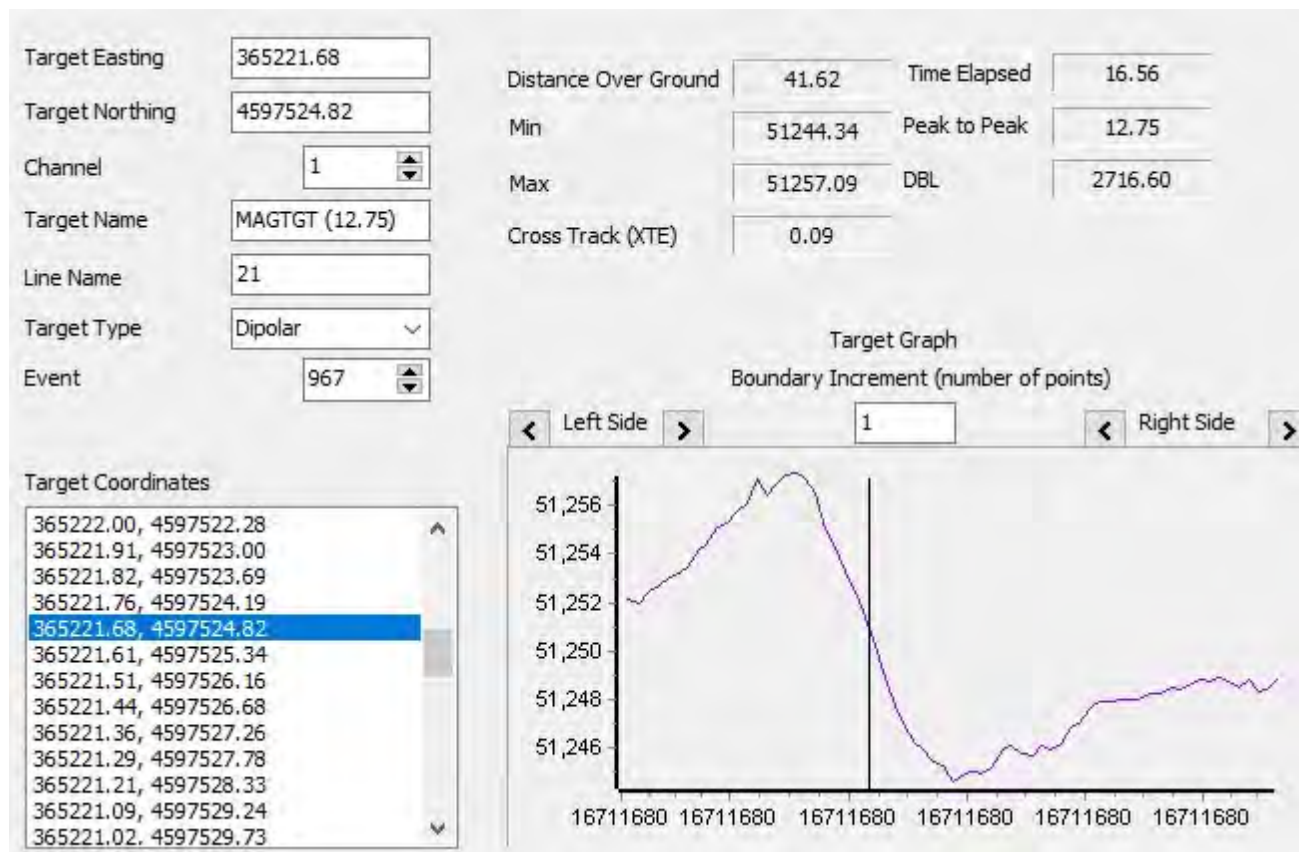 Target Easting 365221.68
Target Northing 4597524.82
Channel 1
Target Name MAGTGT (12.75)
Line Name 21
Target Type Dipolar
Event 967
Distance Over Ground 41.62 Time Elapsed 16.56
Min 51244.34 Peak to Peak 12.75
Max 51257.09 DBL 2716.60
Cross Track (XTE) 0.09
Target Graph
Boundary Increment (number of points)
< Left Side > 1 < Right Side >
Target Coordinates
365222.00, 4597522.28
365221.91, 4597523.00
365221.82, 4597523.69
365221.76, 4597524.19
365221.68, 4597524.82
365221.61, 4597525.34
365221.51, 4597526.16
365221.44, 4597526.68
365221.36, 4597527.26
365221.29, 4597527.78
365221.21, 4597528.33
365221.09, 4597529.24
365221.02, 4597529.73
51,256
51,254
51,252
51,250
51,248
51,246
16711680 16711680 16711680 16711680 16711680 16711680